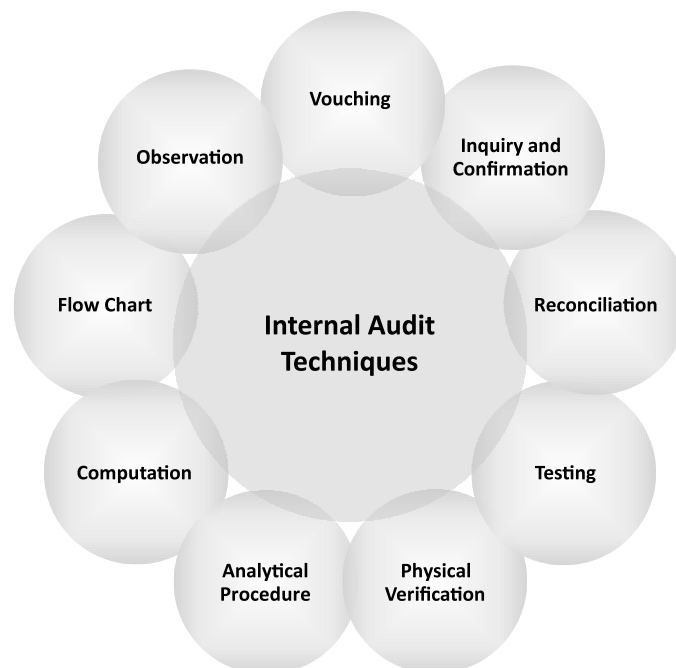 Vouching
Inquiry and
Confirmation
Reconciliation
Testing
Physical
Verification
Analytical
Procedure
Computation
Flow Chart
Observation
Internal Audit
Techniques